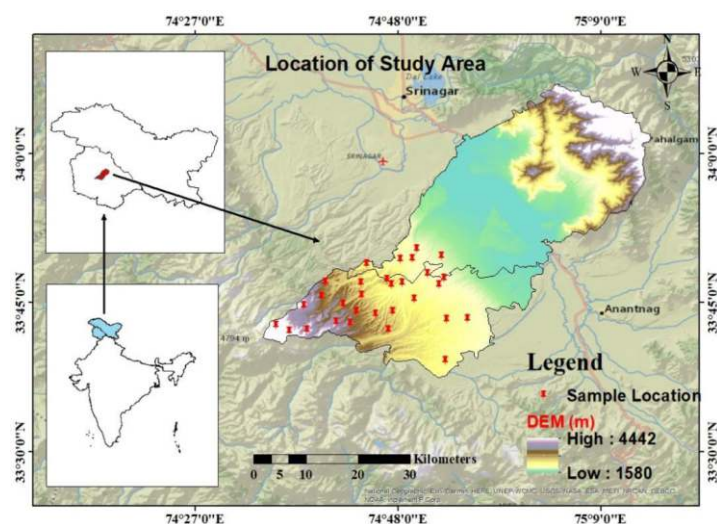 74°27'0"E 74°48'0"E 75°9'0"E
Location of Study Area
N
W E
S
Dal Lake
Srinagar
SRINAGAR
Pahalgam
34°0'0"N 34°0'0"N
33°45'0"N 33°45'0"N
Anantnag
Legend
Sample Location
DEM (m)
High : 4442
Low : 1580
Kilometers
0 5 10 20 30
33°30'0"N 33°30'0"N
74°27'0"E 74°48'0"E 75°9'0"E